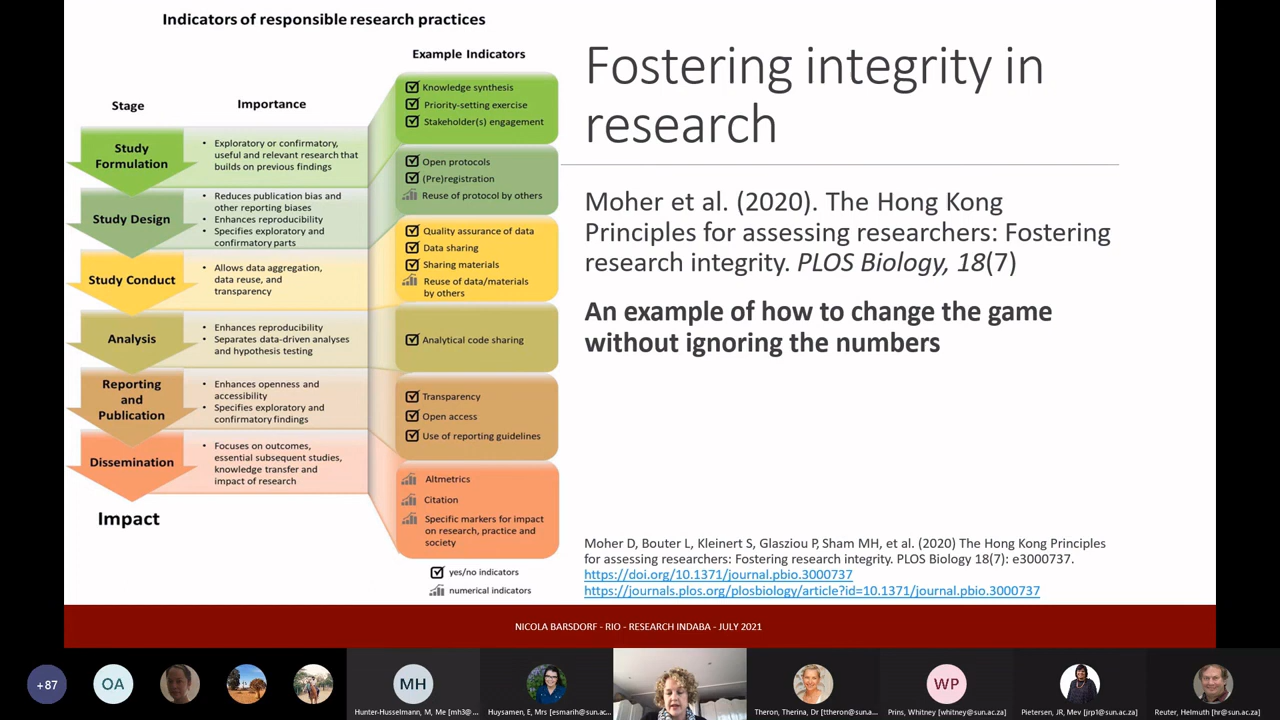 Indicators of responsible research practices
Example Indicators
Stage
Importance
Study
Formulation
• Exploratory or confirmatory,
useful and relevant research that
builds on previous findings
Knowledge synthesis
Priority-setting exercise
Stakeholder(s) engagement
Study Design
• Reduces publication bias and
other reporting biases
• Enhances reproducibility
• Specifies exploratory and
confirmatory parts
Open protocols
(Pre)registration
Reuse of protocol by others
Study Conduct
• Allows data aggregation,
data reuse, and
transparency
Quality assurance of data
Data sharing
Sharing materials
Reuse of data/materials
by others
Analysis
• Enhances reproducibility
• Separates data-driven analyses
and hypothesis testing
Analytical code sharing
Reporting
and
Publication
• Enhances openness and
accessibility
• Specifies exploratory and
confirmatory findings
Transparency
Open access
Use of reporting guidelines
Dissemination
• Focuses on outcomes,
essential subsequent studies,
knowledge transfer and
impact of research
Altmetrics
Citation
Specific markers for impact
on research, practice and
society
Impact
yes/no indicators
numerical indicators
Fostering integrity in
research
Moher et al. (2020). The Hong Kong
Principles for assessing researchers: Fostering
research integrity. PLOS Biology, 18(7)
An example of how to change the game
without ignoring the numbers
Moher D, Bouter L, Kleinert S, Glasziou P, Sham MH, et al. (2020) The Hong Kong Principles
for assessing researchers: Fostering research integrity. PLOS Biology 18(7): e3000737.
https://doi.org/10.1371/journal.pbio.3000737
https://journals.plos.org/plosbiology/article?id=10.1371/journal.pbio.3000737
NICOLA BARSDORF - RIO - RESEARCH INDABA - JULY 2021
+87
OA
MH
WP
Hunter-Husselmann, M, Me [mh3@...
Huysamen, E, Mrs [esmarih@sun.ac...
Theron, Therina, Dr [ttheron@sun.a...
Prins, Whitney [whitney@sun.ac.za]
Pietersen, JR, Mev [jrp1@sun.ac.za]
Reuter, Helmuth [hr@sun.ac.za]